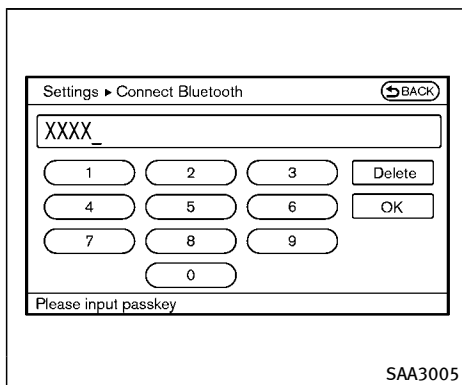 Settings ▸ Connect Bluetooth BACK
XXXX_
1 2 3 Delete
4 5 6 OK
7 8 9
0
Please input passkey
SAA3005